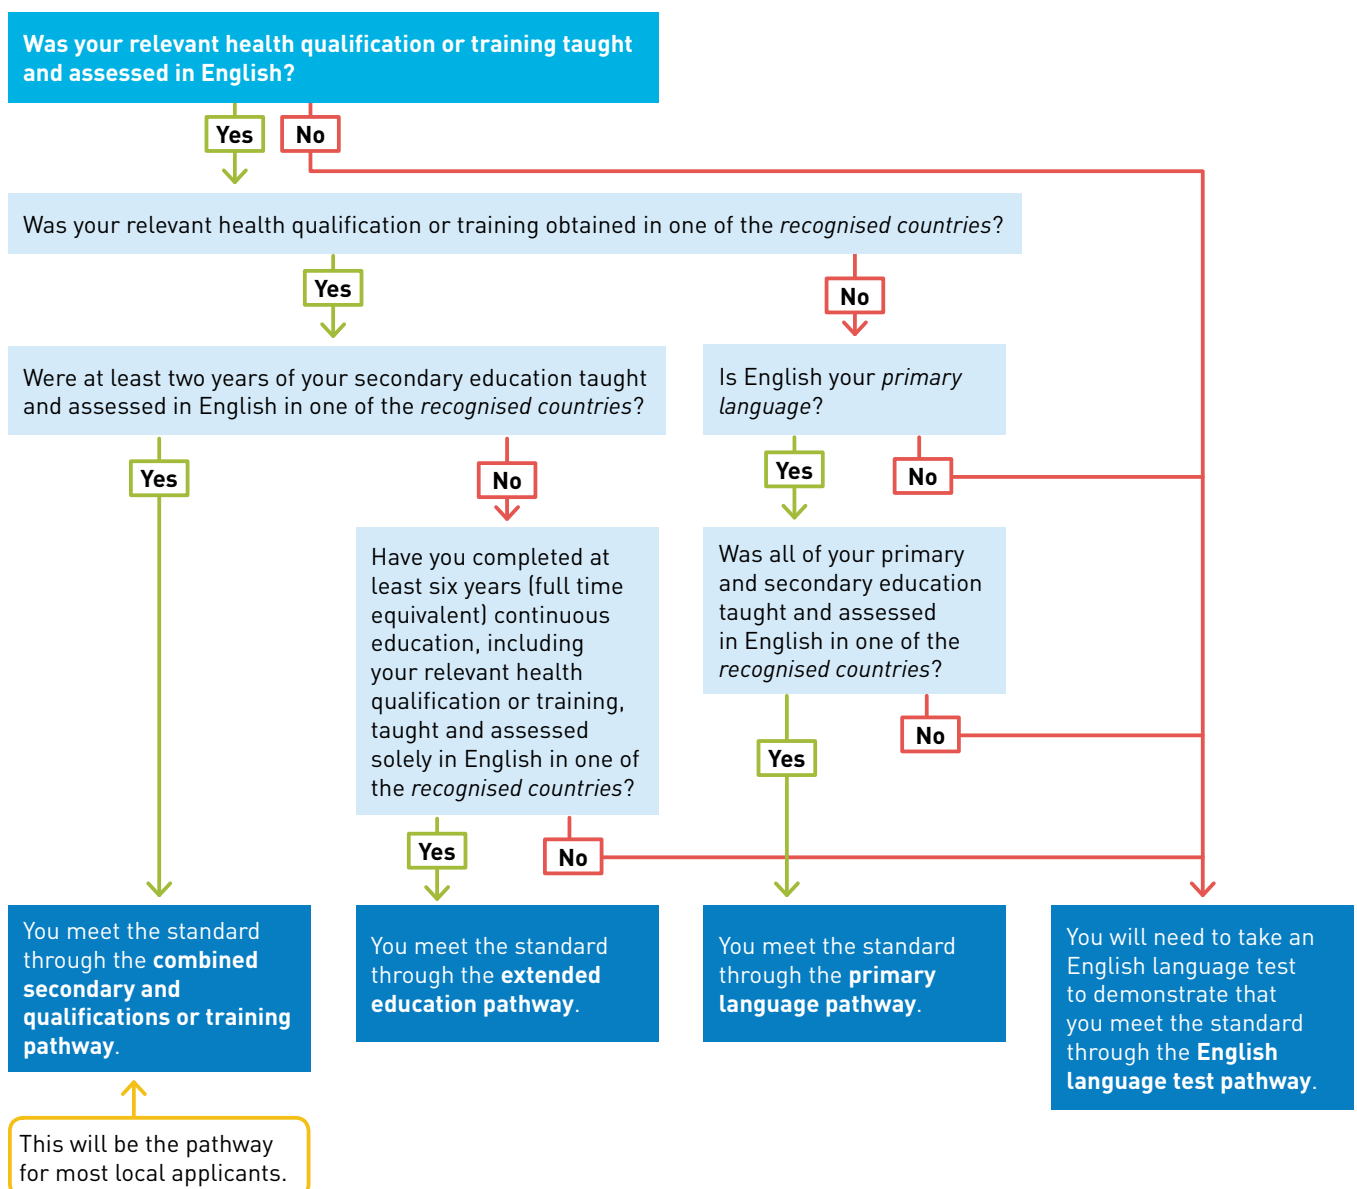 Was your relevant health qualification or training taught
and assessed in English?
Yes
No
Was your relevant health qualification or training obtained in one of the recognised countries?
Yes
No
Were at least two years of your secondary education taught
and assessed in English in one of the recognised countries?
Is English your primary
language?
Yes
No
Yes
No
Have you completed at
least six years (full time
equivalent) continuous
education, including
your relevant health
qualification or training,
taught and assessed
solely in English in one of
the recognised countries?
Was all of your primary
and secondary education
taught and assessed
in English in one of the
recognised countries?
No
Yes
Yes
No
You meet the standard
through the combined
secondary and
qualifications or training
pathway.
You meet the standard
through the extended
education pathway.
You meet the standard
through the primary
language pathway.
You will need to take an
English language test
to demonstrate that
you meet the standard
through the English
language test pathway.
This will be the pathway
for most local applicants.